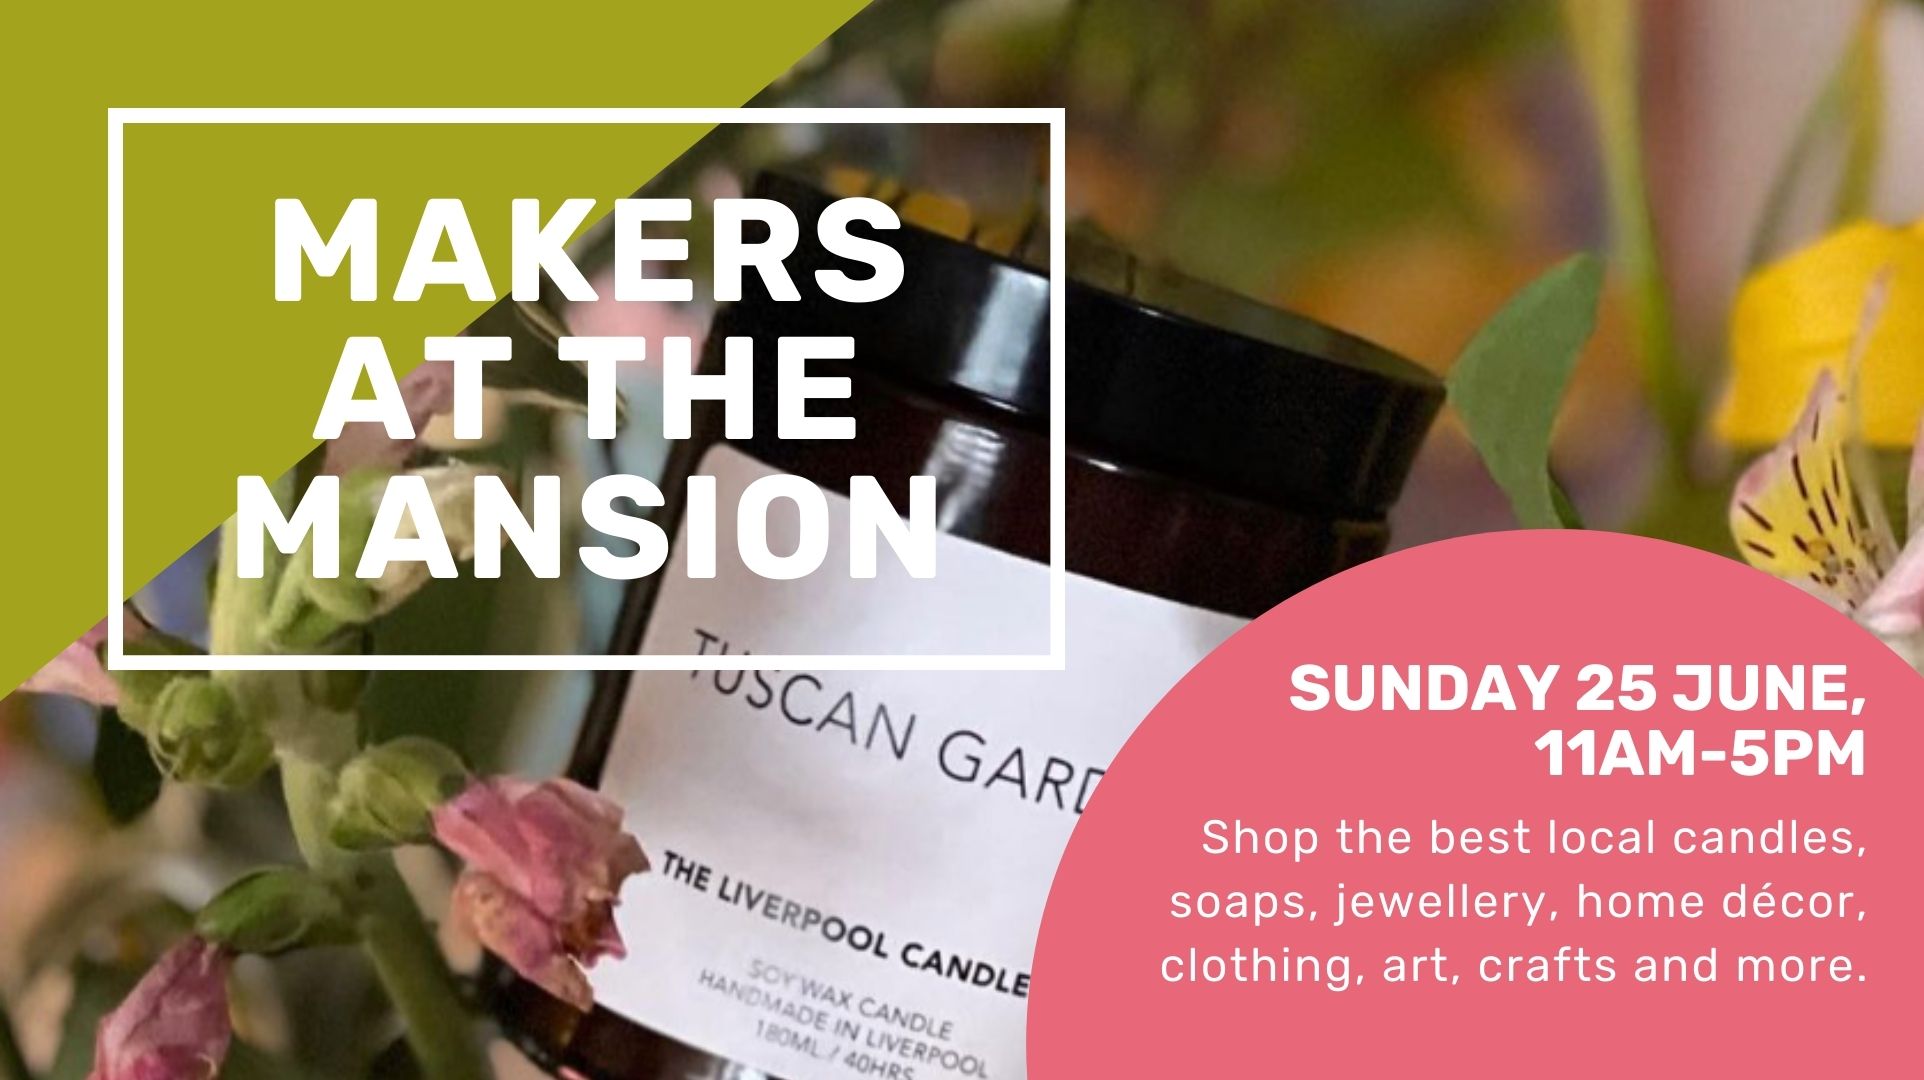 MAKERS
AT THE
MANSION
TUSCAN
THE LIVERPOOL CANDLE
SOY WAX CANDLE
HANDMADE IN LIVERPOOL
180ML / 40HRS
SUNDAY 25 JUNE,
11AM-5PM
Shop the best local candles,
soaps, jewellery, home décor,
clothing, art, crafts and more.